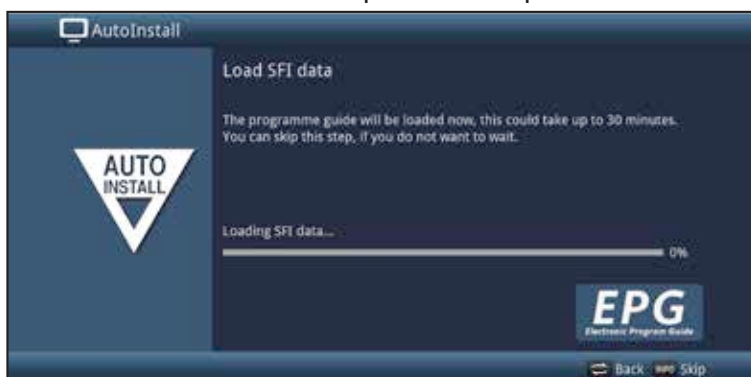 AutoInstall
Load SFI data
The programme guide will be loaded now, this could take up to 30 minutes.
You can skip this step, if you do not want to wait.
AUTO
INSTALL
Loading SFI data...
0%
EPG
Electronic Program Guide
Back INFO Skip